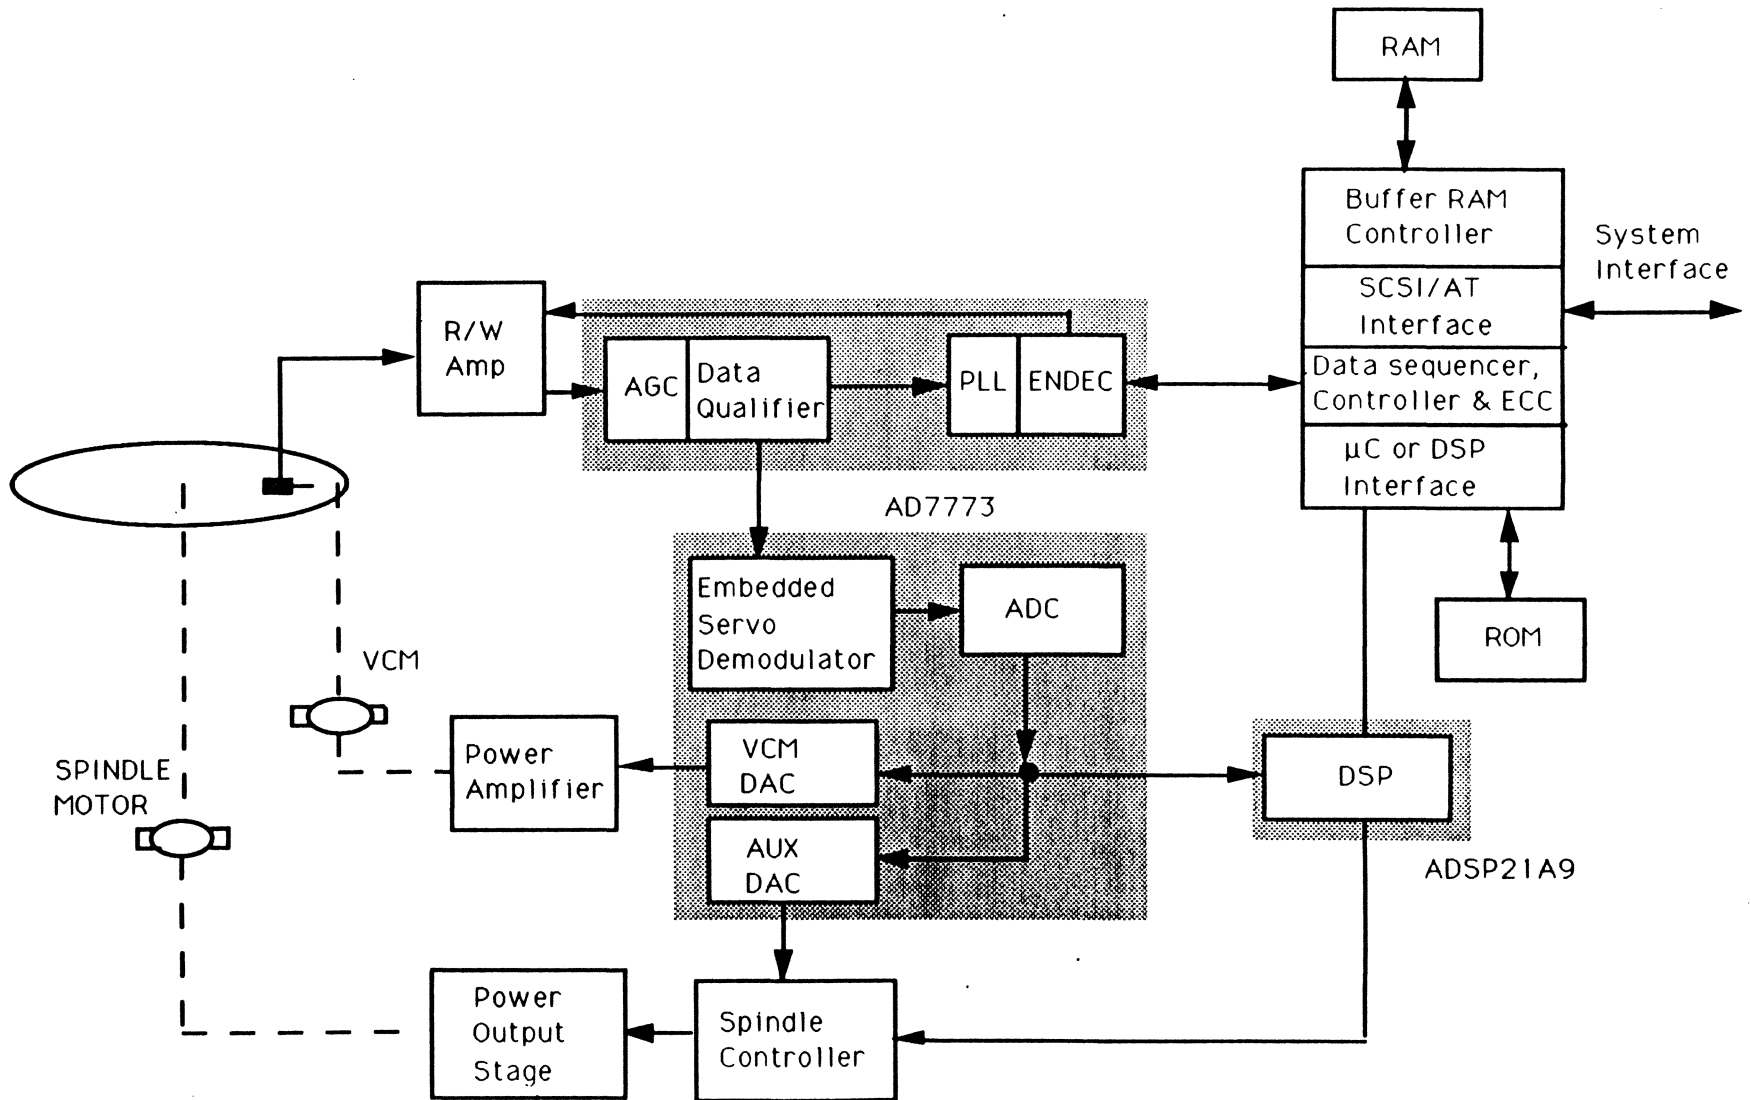 RAM
Buffer RAM
Controller
System
Interface
SCSI/AT
Interface
R/W
Amp
AGC
Data
Qualifier
PLL
ENDEC
Data sequencer,
Controller & ECC
µC or DSP
Interface
AD7773
Embedded
Servo
Demodulator
ADC
ROM
VCM
Power
Amplifier
VCM
DAC
DSP
SPINDLE
MOTOR
AUX
DAC
ADSP21A9
Power
Output
Stage
Spindle
Controller